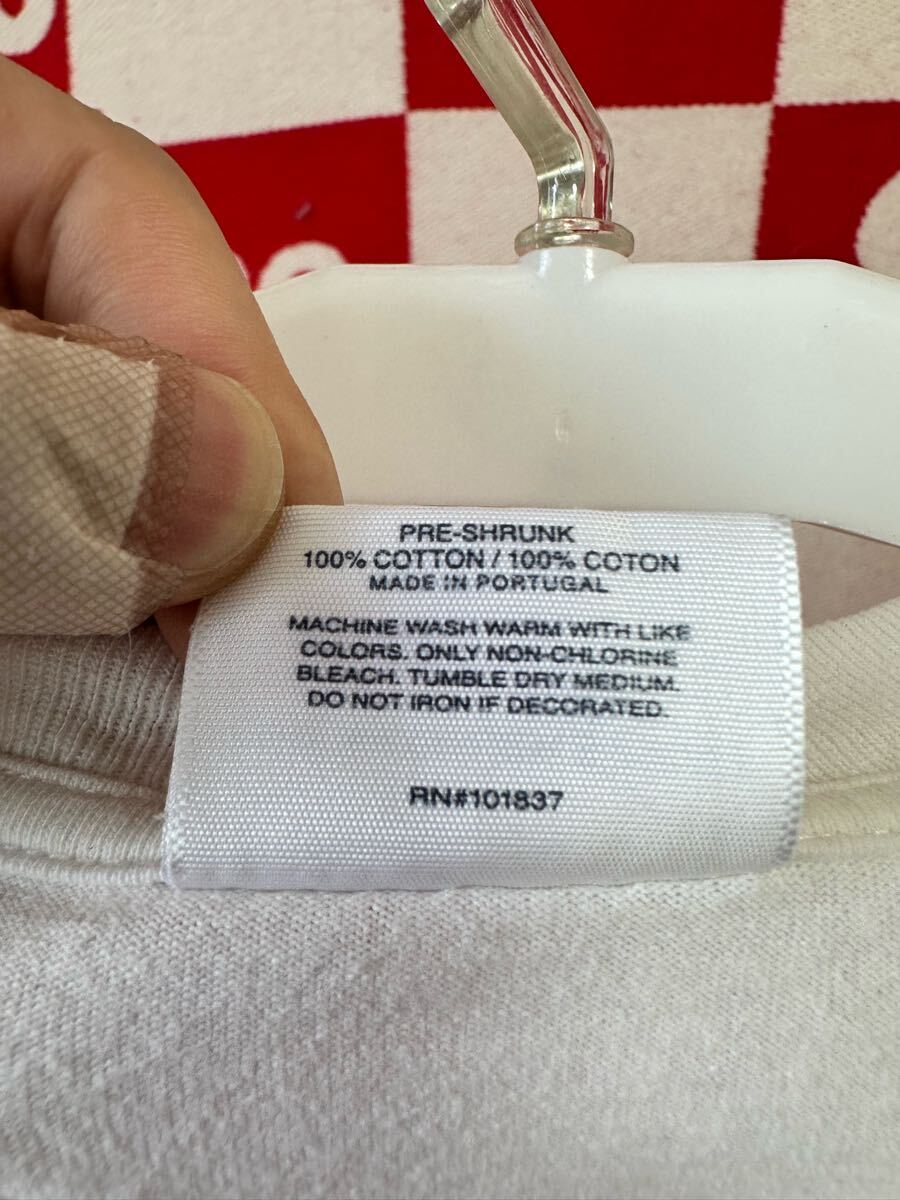 PRE-SHRUNK
100% COTTON / 100% COTON
MADE IN PORTUGAL
MACHINE WASH WARM WITH LIKE
COLORS. ONLY NON-CHLORINE
BLEACH. TUMBLE DRY MEDIUM.
DO NOT IRON IF DECORATED.
RN#101837